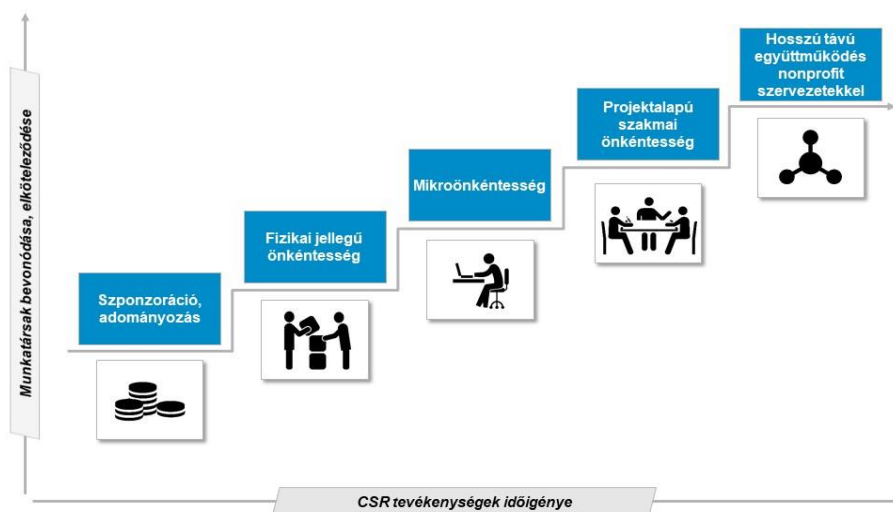 Hosszú távú
együttműködés
nonprofit
szervezetekkel
Projektalapú
szakmai
önkéntesség
Mikroönkéntesség
Fizikai jellegű
önkéntesség
Szponzoráció,
adományozás
Munkatársak bevonódása, elköteleződése
CSR tevékenységek időigénye